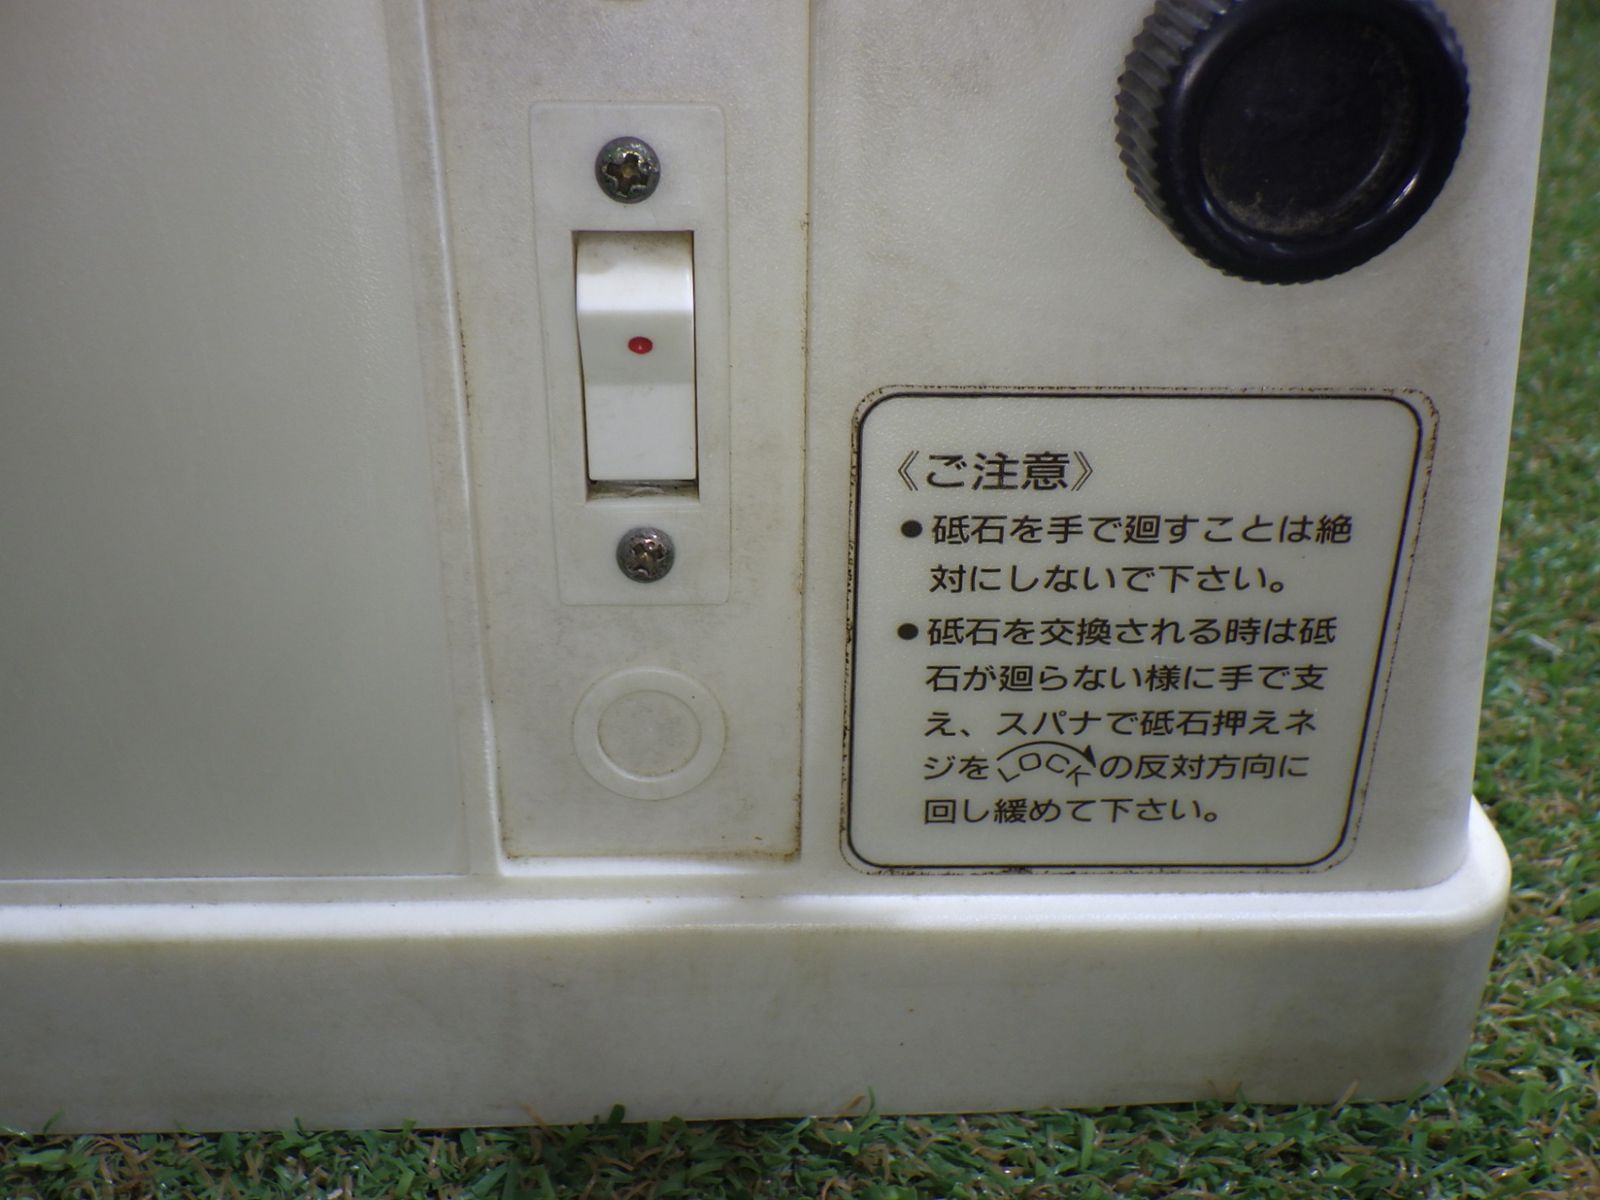 《ご注意》
●砥石を手で廻すことは絶
対にしないで下さい。
●砥石を交換される時は砥
石が廻らない様に手で支
え、スパナで砥石押えネ
ジをLOCKの反対方向に
回し緩めて下さい。